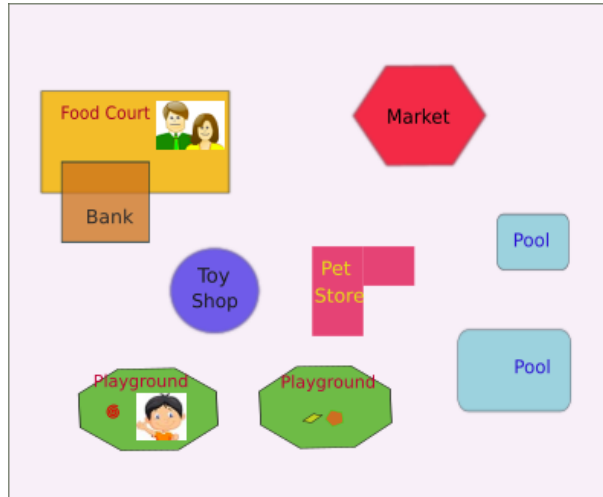 Food Court
Market
Bank
Pool
Toy
Shop
Pet
Store
Pool
Playground
Playground